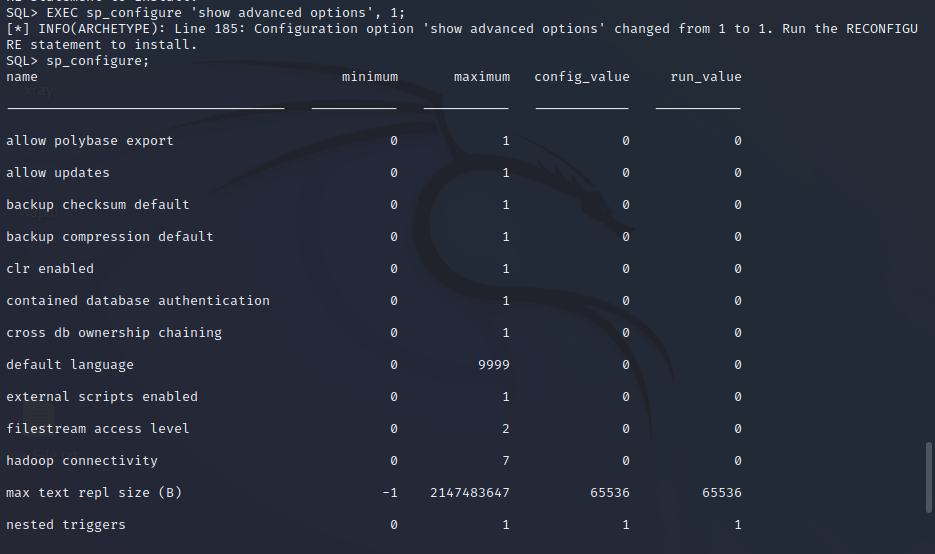 SQL> EXEC sp_configure 'show advanced options', 1;
[*] INFO(ARCHETYPE): Line 185: Configuration option 'show advanced options' changed from 1 to 1. Run the RECONFIGU
RE statement to install.
SQL> sp_configure;
name minimum maximum config_value run_value
allow polybase export 0 1 0 0
allow updates 0 1 0 0
backup checksum default 0 1 0 0
backup compression default 0 1 0 0
clr enabled 0 1 0 0
contained database authentication 0 1 0 0
cross db ownership chaining 0 1 0 0
default language 0 9999 0 0
external scripts enabled 0 1 0 0
filestream access level 0 2 0 0
hadoop connectivity 0 7 0 0
max text repl size (B) -1 2147483647 65536 65536
nested triggers 0 1 1 1